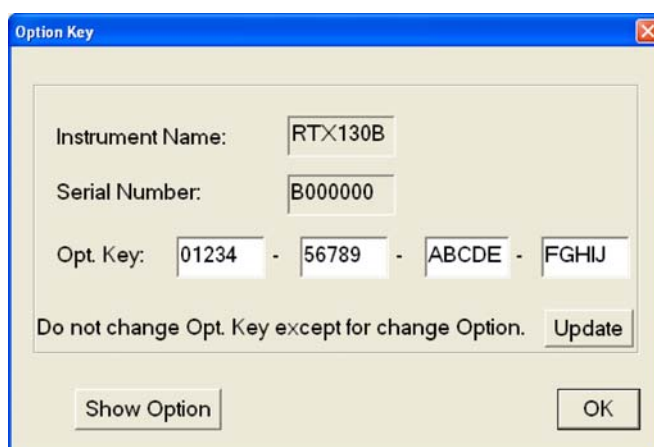 Option Key
Instrument Name: RTX130B
Serial Number: B000000
Opt. Key: 01234 - 56789 - ABCDE - FGHIJ
Do not change Opt. Key except for change Option. Update
Show Option OK